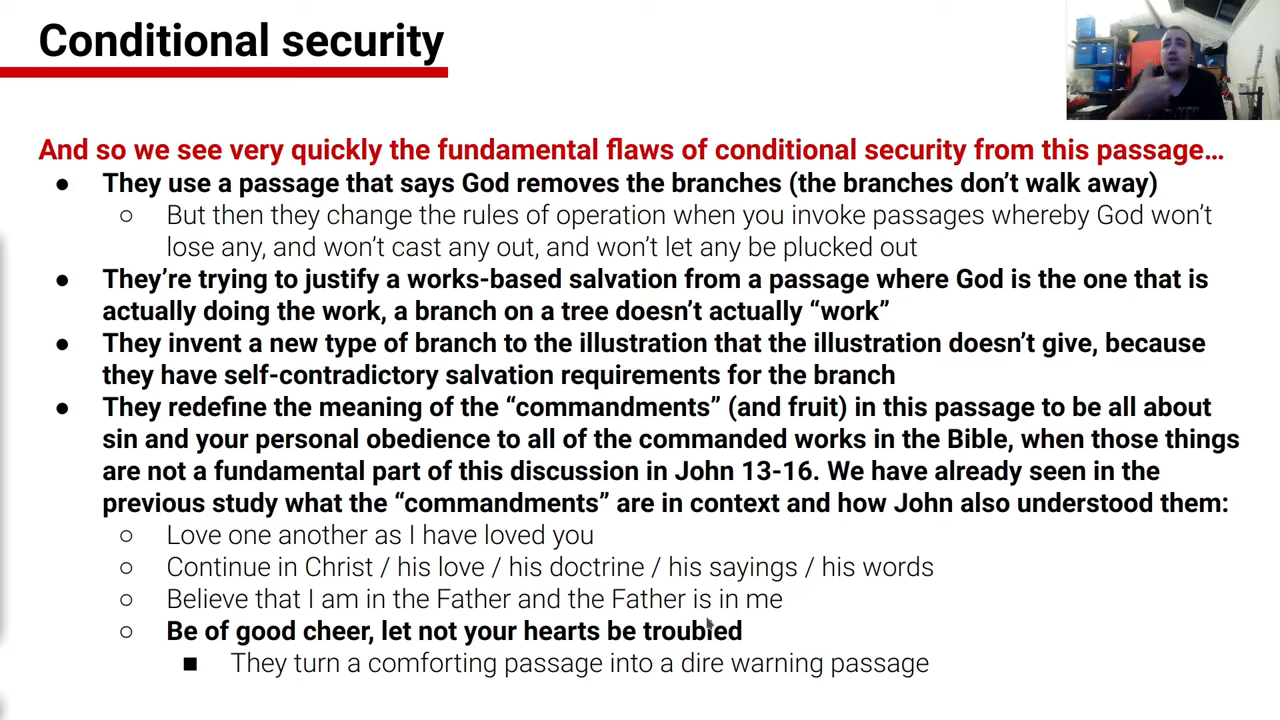 Conditional security
And so we see very quickly the fundamental flaws of conditional security from this passage…
● They use a passage that says God removes the branches (the branches don’t walk away)
○ But then they change the rules of operation when you invoke passages whereby God won’t
lose any, and won’t cast any out, and won’t let any be plucked out
● They’re trying to justify a works-based salvation from a passage where God is the one that is
actually doing the work, a branch on a tree doesn’t actually “work”
● They invent a new type of branch to the illustration that the illustration doesn’t give, because
they have self-contradictory salvation requirements for the branch
● They redefine the meaning of the “commandments” (and fruit) in this passage to be all about
sin and your personal obedience to all of the commanded works in the Bible, when those things
are not a fundamental part of this discussion in John 13-16. We have already seen in the
previous study what the “commandments” are in context and how John also understood them:
○ Love one another as I have loved you
○ Continue in Christ / his love / his doctrine / his sayings / his words
○ Believe that I am in the Father and the Father is in me
○ Be of good cheer, let not your hearts be troubled
■ They turn a comforting passage into a dire warning passage